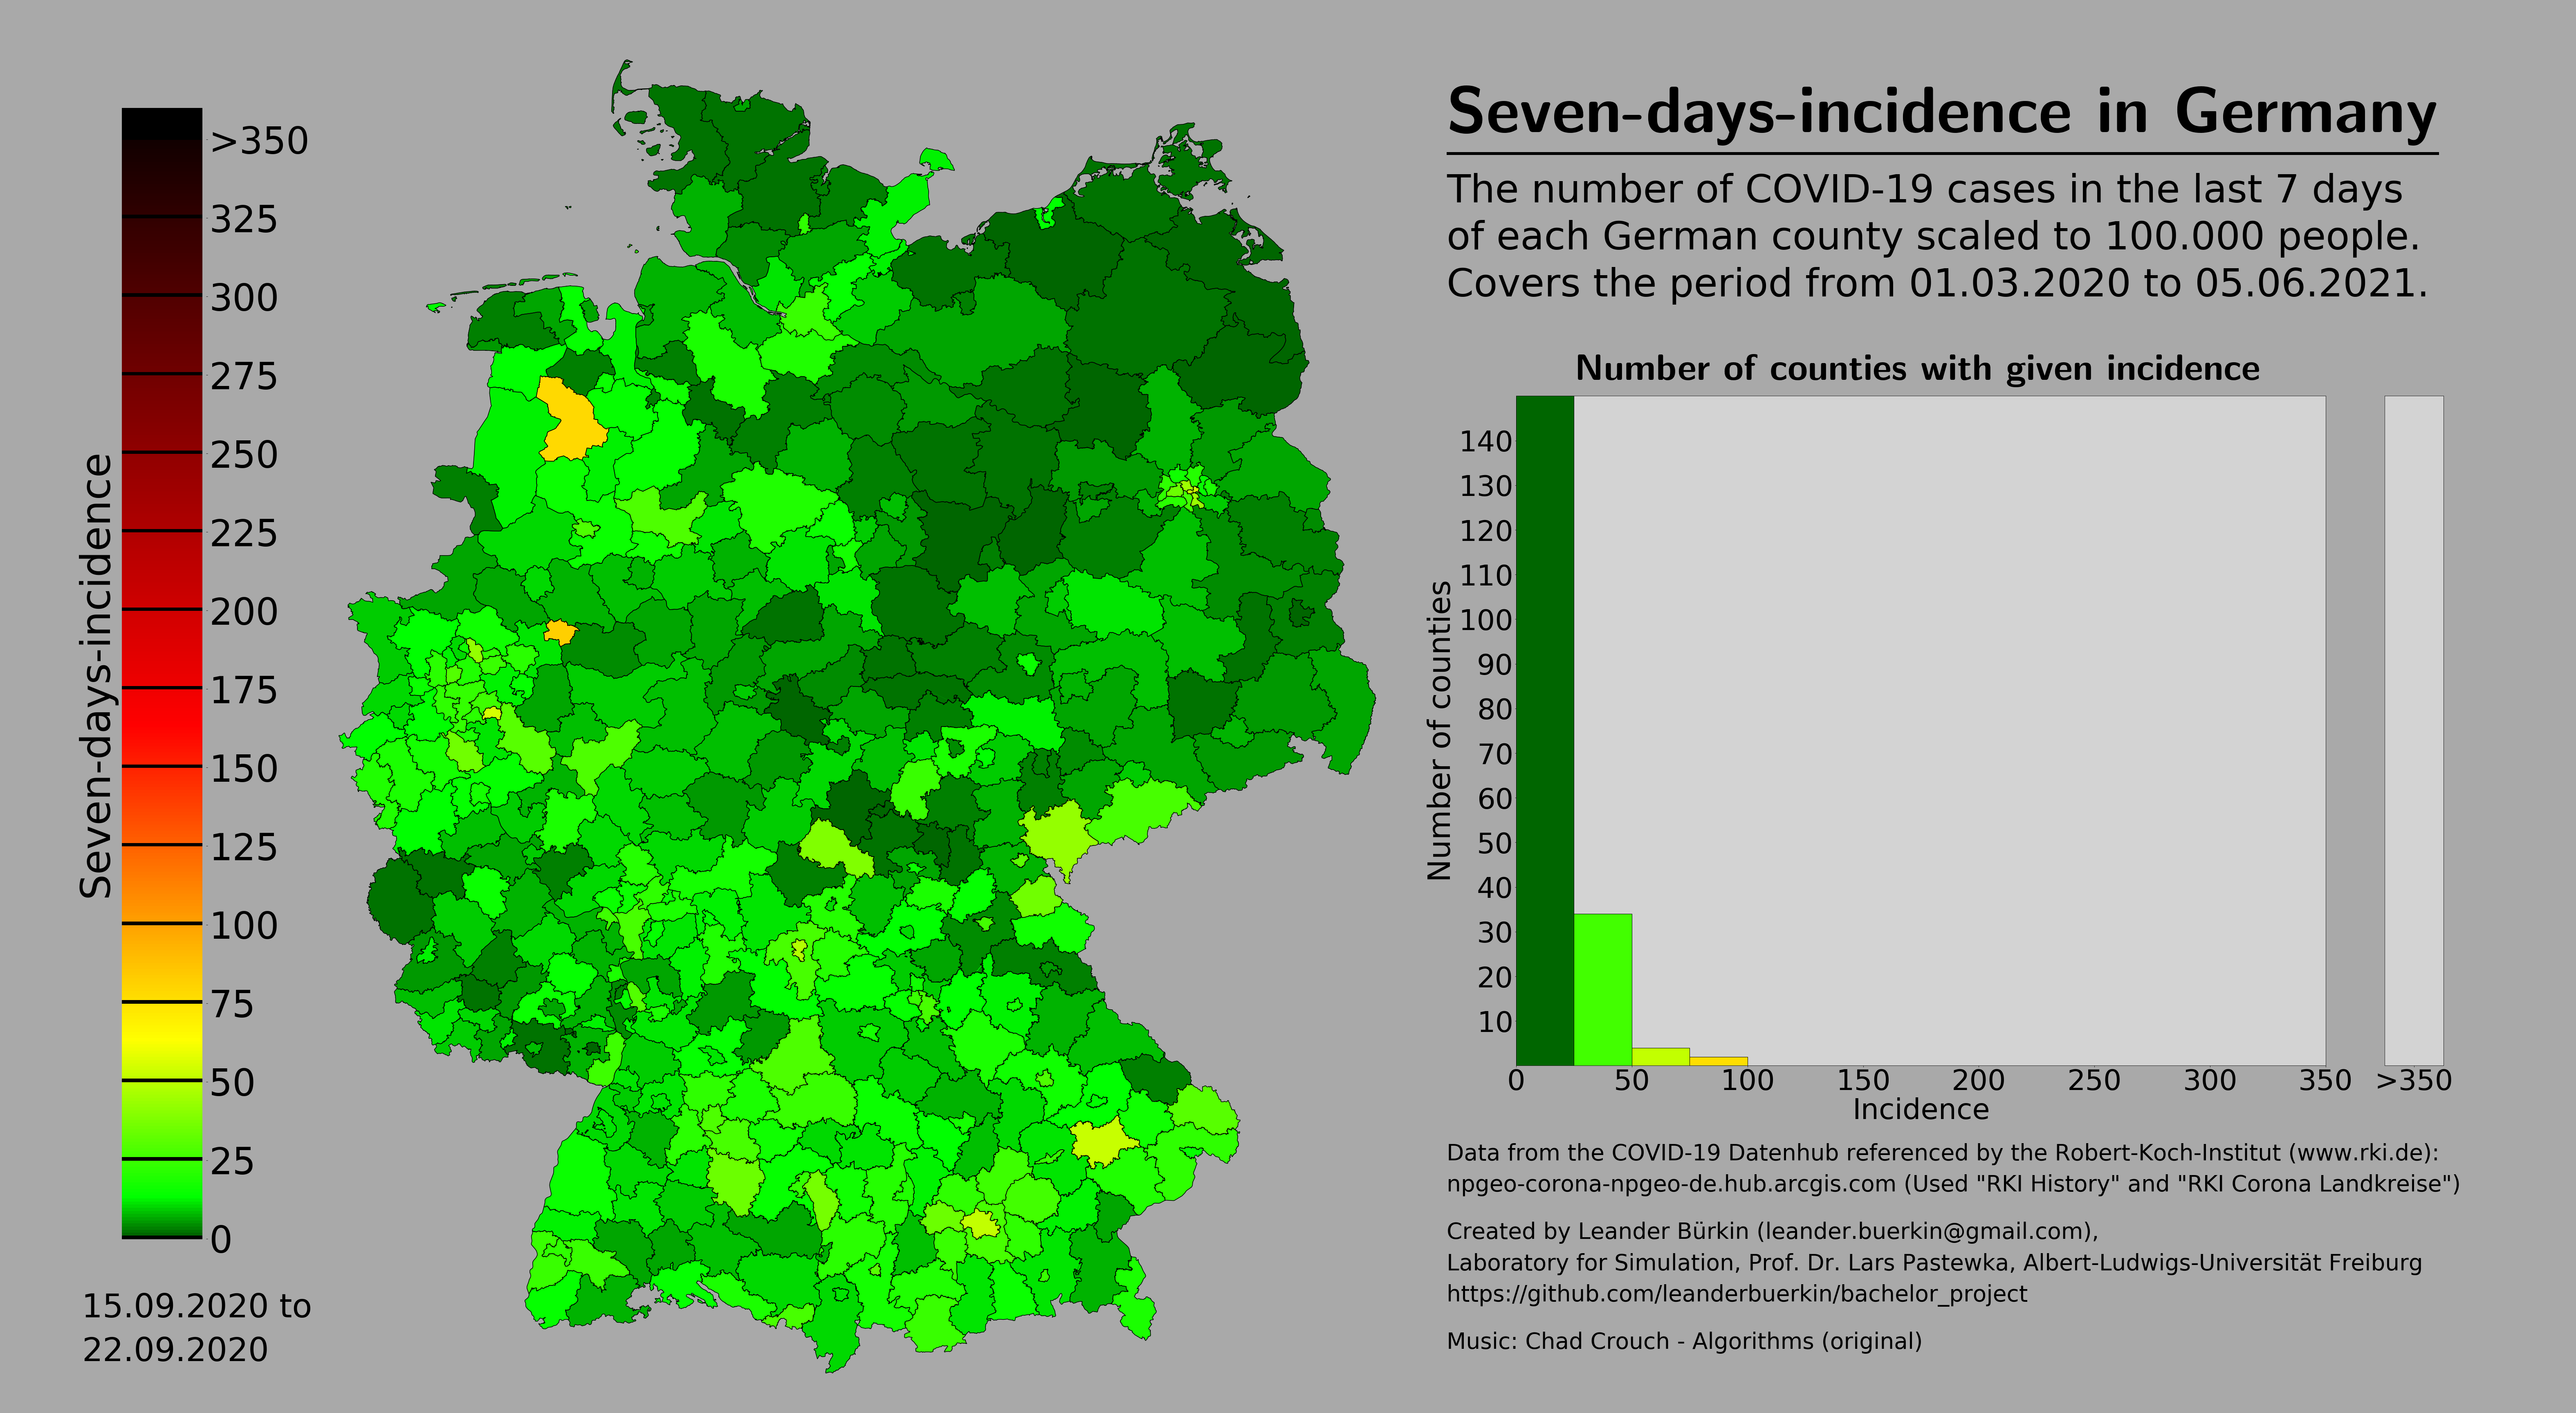 Seven-days-incidence in Germany
The number of COVID-19 cases in the last 7 days
of each German county scaled to 100.000 people.
Covers the period from 01.03.2020 to 05.06.2021.
Seven-days-incidence
>350
325
300
275
250
225
200
175
150
125
100
75
50
25
0
15.09.2020 to
22.09.2020
Number of counties with given incidence
Number of counties
140
130
120
110
100
90
80
70
60
50
40
30
20
10
0 50 100 150 200 250 300 350 >350
Incidence
Data from the COVID-19 Datenhub referenced by the Robert-Koch-Institut (www.rki.de):
npgeo-corona-npgeo-de.hub.arcgis.com (Used "RKI History" and "RKI Corona Landkreise")
Created by Leander Bürkin (leander.buerkin@gmail.com),
Laboratory for Simulation, Prof. Dr. Lars Pastewka, Albert-Ludwigs-Universität Freiburg
https://github.com/leanderbuerkin/bachelor_project
Music: Chad Crouch - Algorithms (original)